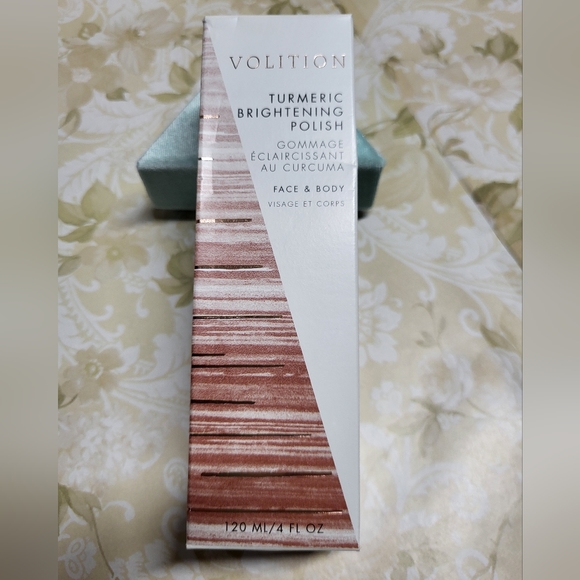 VOLITION
TURMERIC
BRIGHTENING
POLISH
GOMMAGE
ÉCLAIRCISSANT
AU CURCUMA
FACE & BODY
VISAGE ET CORPS
120 ML/4 FL OZ